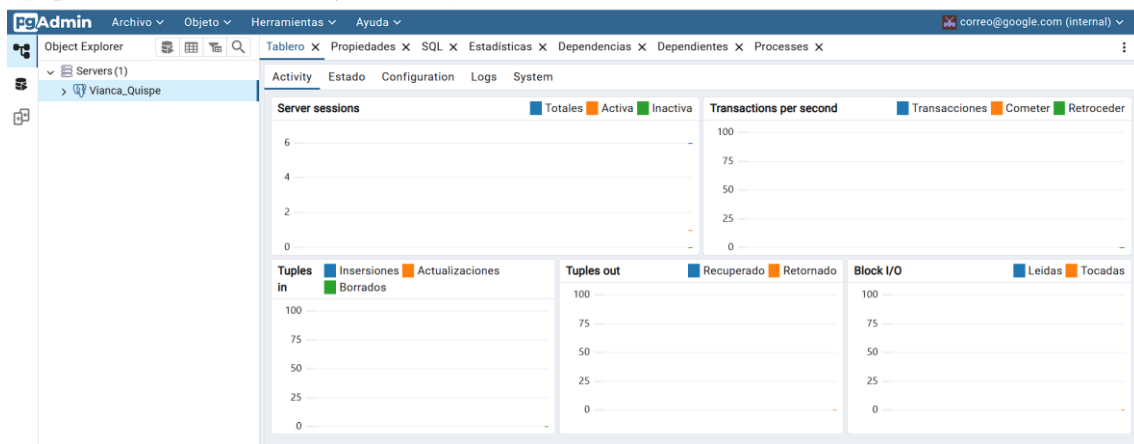 pgAdmin Archivo Objeto Herramientas Ayuda correo@google.com (internal)
Object Explorer
Servers (1)
Vianca_Quispe
Tablero Propiedades SQL Estadísticas Dependencias Dependientes Processes
Activity Estado Configuration Logs System
Server sessions Totales Activa Inactiva
6
4
2
0
Transactions per second Transacciones Cometer Retroceder
100
75
50
25
0
Tuples in Inserciones Actualizaciones
Borrados
100
75
50
25
0
Tuples out Recuperado Retornado
100
75
50
25
0
Block I/O Leidas Tocadas
100
75
50
25
0